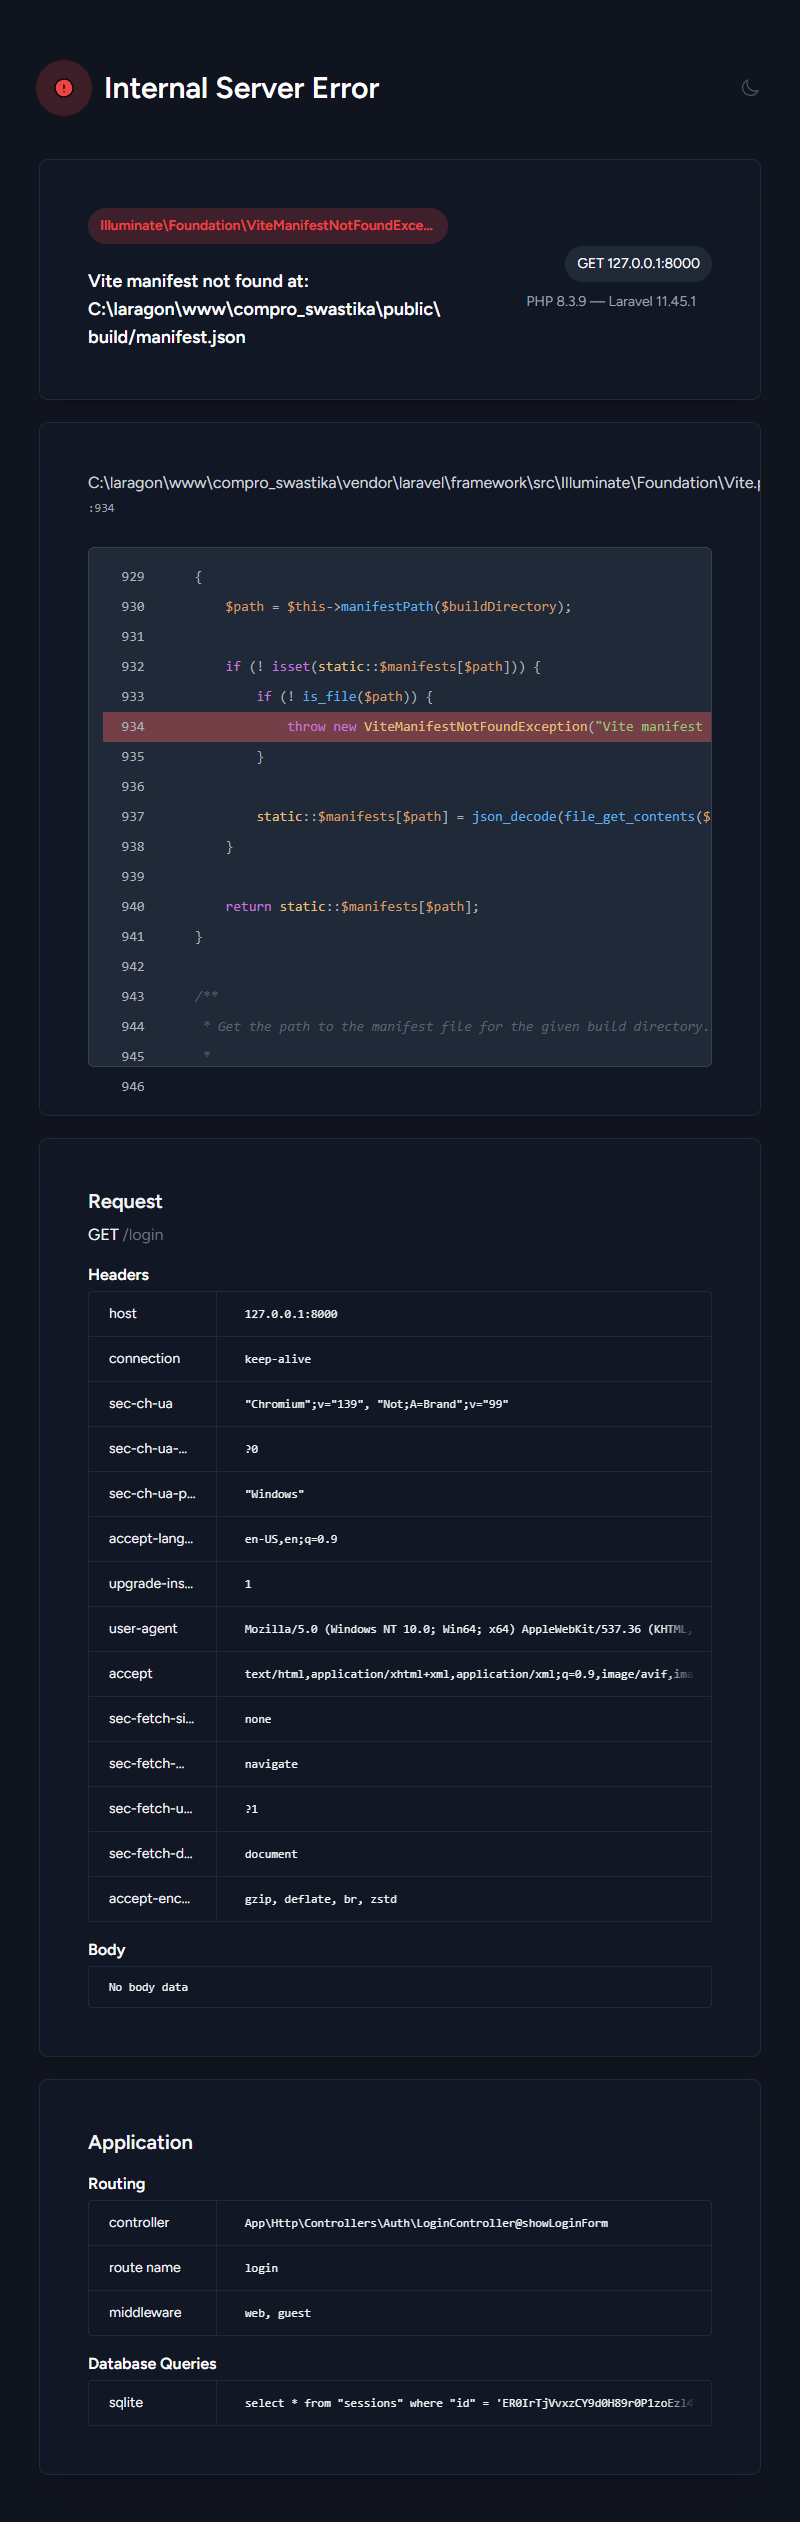 Internal Server Error
Illuminate\Foundation\ViteManifestNotFoundExce...
Vite manifest not found at:
C:\laragon\www\compro_swastika\public\
build/manifest.json
GET 127.0.0.1:8000
PHP 8.3.9 — Laravel 11.45.1
C:\laragon\www\compro_swastika\vendor\laravel\framework\src\Illuminate\Foundation\Vite.p
:934
929 {
930 $path = $this->manifestPath($buildDirectory);
931
932 if (! isset(static::$manifests[$path])) {
933 if (! is_file($path)) {
934 throw new ViteManifestNotFoundException("Vite manifest
935 }
936
937 static::$manifests[$path] = json_decode(file_get_contents($
938 }
939
940 return static::$manifests[$path];
941 }
942
943 /**
944 * Get the path to the manifest file for the given build directory.
945 *
946
Request
GET /login
Headers
host 127.0.0.1:8000
connection keep-alive
sec-ch-ua "Chromium";v="139", "Not;A=Brand";v="99"
sec-ch-ua-... ?0
sec-ch-ua-p... "Windows"
accept-lang... en-US,en;q=0.9
upgrade-ins... 1
user-agent Mozilla/5.0 (Windows NT 10.0; Win64; x64) AppleWebKit/537.36 (KHTML,
accept text/html,application/xhtml+xml,application/xml;q=0.9,image/avif,ima
sec-fetch-si... none
sec-fetch-... navigate
sec-fetch-u... ?1
sec-fetch-d... document
accept-enc... gzip, deflate, br, zstd
Body
No body data
Application
Routing
controller App\Http\Controllers\Auth\LoginController@showLoginForm
route name login
middleware web, guest
Database Queries
sqlite select * from "sessions" where "id" = 'ER0IrTjVvxzCY9d0H89r0P1zoEzl4